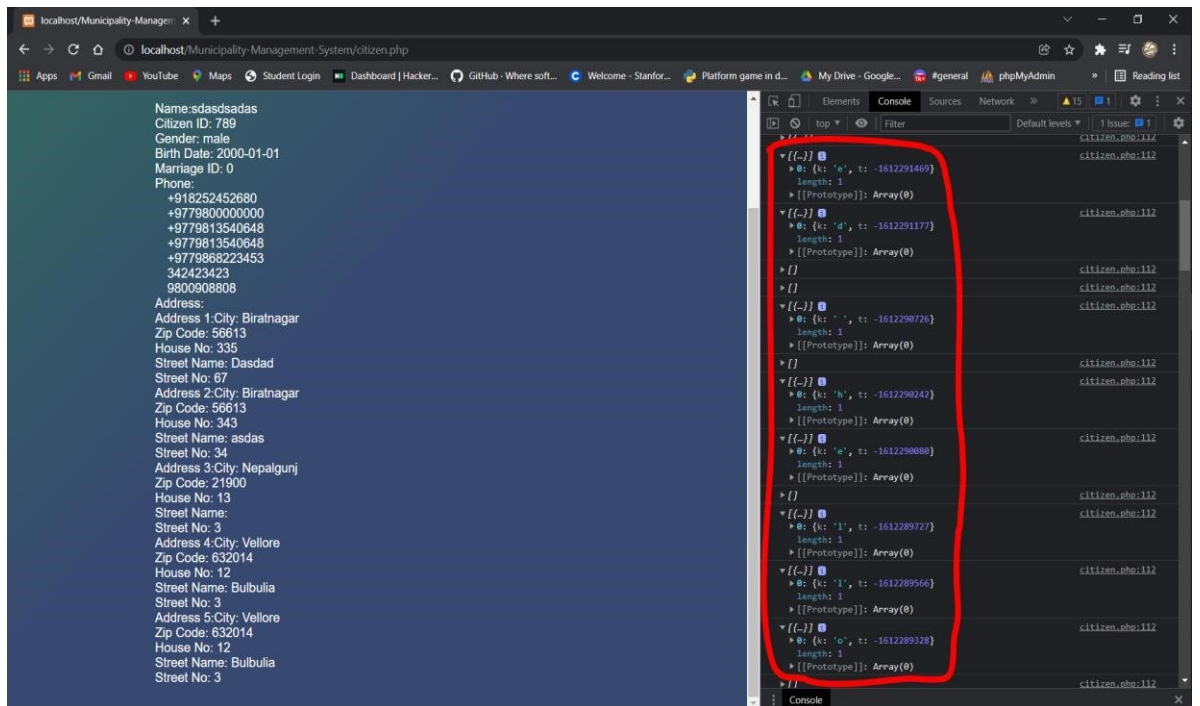 localhost/Municipality-Managem
localhost/Municipality-Management-System/citizen.php
Apps Gmail YouTube Maps Student Login Dashboard | Hacker... GitHub · Where soft... Welcome - Stanfor... Platform game in d... My Drive - Google... #general phpMyAdmin » Reading list
Name:sdasdsadas
Citizen ID: 789
Gender: male
Birth Date: 2000-01-01
Marriage ID: 0
Phone:
+918252452680
+9779800000000
+9779813540648
+9779813540648
+9779868223453
342423423
9800908808
Address:
Address 1:City: Biratnagar
Zip Code: 56613
House No: 335
Street Name: Dasdad
Street No: 67
Address 2:City: Biratnagar
Zip Code: 56613
House No: 343
Street Name: asdas
Street No: 34
Address 3:City: Nepalgunj
Zip Code: 21900
House No: 13
Street Name:
Street No: 3
Address 4:City: Vellore
Zip Code: 632014
House No: 12
Street Name: Bulbulia
Street No: 3
Address 5:City: Vellore
Zip Code: 632014
House No: 12
Street Name: Bulbulia
Street No: 3
Elements Console Sources Network » 15 1
top Filter Default levels 1 Issue: 1
citizen.php:112
[{…}] citizen.php:112
0: {k: 'e', t: -1612291469}
length: 1
[[Prototype]]: Array(0)
[{…}] citizen.php:112
0: {k: 'd', t: -1612291177}
length: 1
[[Prototype]]: Array(0)
[] citizen.php:112
[] citizen.php:112
[{…}] citizen.php:112
0: {k: ' ', t: -1612290726}
length: 1
[[Prototype]]: Array(0)
[] citizen.php:112
[{…}] citizen.php:112
0: {k: 'h', t: -1612290242}
length: 1
[[Prototype]]: Array(0)
[{…}] citizen.php:112
0: {k: 'e', t: -1612290080}
length: 1
[[Prototype]]: Array(0)
[] citizen.php:112
[{…}] citizen.php:112
0: {k: 'l', t: -1612289727}
length: 1
[[Prototype]]: Array(0)
[{…}] citizen.php:112
0: {k: 'l', t: -1612289566}
length: 1
[[Prototype]]: Array(0)
[{…}] citizen.php:112
0: {k: 'o', t: -1612289328}
length: 1
[[Prototype]]: Array(0)
[] citizen.php:112
Console